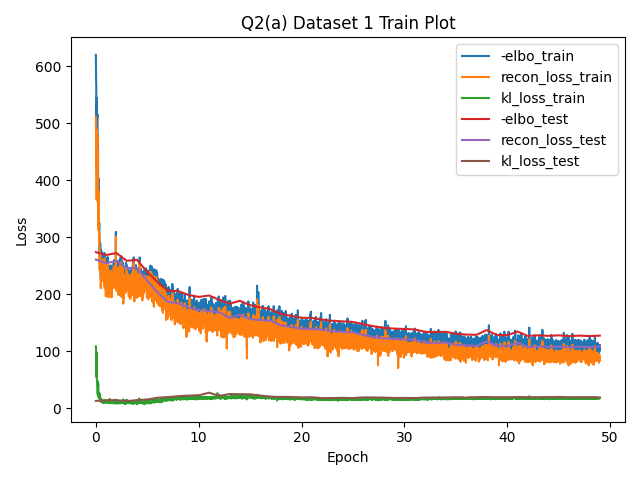 Q2(a) Dataset 1 Train Plot
600
500
400
300
200
100
0
Loss
0
10
20
30
40
50
Epoch
-elbo_train
recon_loss_train
kl_loss_train
-elbo_test
recon_loss_test
kl_loss_test